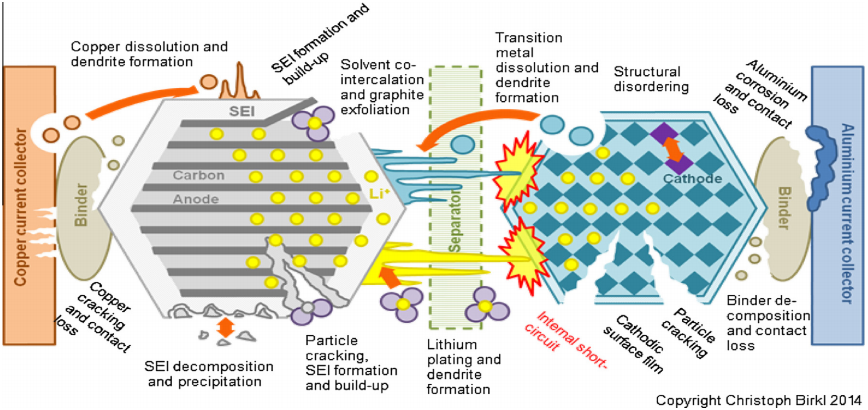 Copper dissolution and
dendrite formation
SEI formation and
build-up
Solvent co-
intercalation
and graphite
exfoliation
Transition
metal
dissolution and
dendrite
formation
Structural
disordering
Aluminium
corrosion
and contact
loss
Copper current collector
Binder
SEI
Carbon
Anode
Li+
Separator
Cathode
Binder
Aluminium current collector
Copper
cracking
and contact
loss
SEI decomposition
and precipitation
Particle
cracking,
SEI formation
and build-up
Lithium
plating and
dendrite
formation
Internal short-
circuit
Cathodic
surface film
Particle
cracking
Binder de-
composition
and contact
loss
Copyright Christoph Birkl 2014